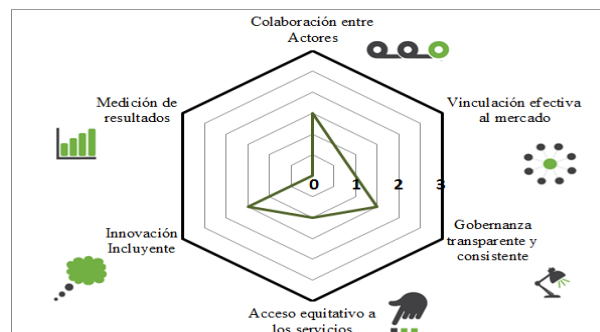 Colaboración entre
Actores
Medición de
resultados
Vinculación efectiva
al mercado
0 1 2 3
Innovación
Incluyente
Gobernanza
transparente y
consistente
Acceso equitativo a
los servicios